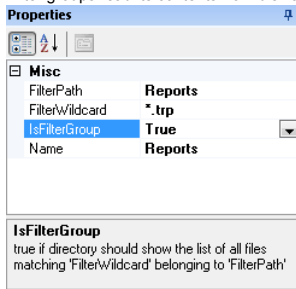 Properties
Misc
FilterPath Reports
FilterWildcard *.trp
IsFilterGroup True
Name Reports
IsFilterGroup
true if directory should show the list of all files
matching 'FilterWildcard' belonging to 'FilterPath'